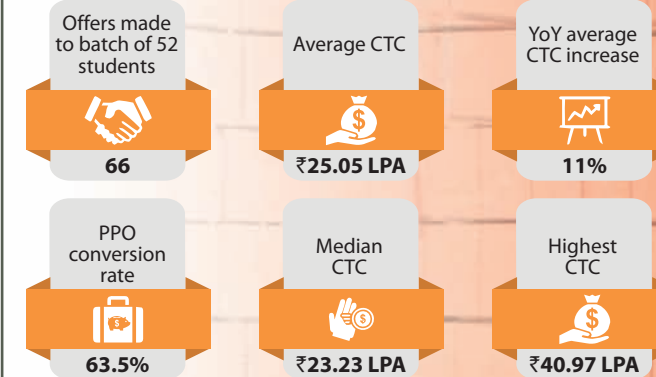 Offers made
to batch of 52
students
66
Average CTC
₹25.05 LPA
YoY average
CTC increase
11%
PPO
conversion
rate
63.5%
Median
CTC
₹23.23 LPA
Highest
CTC
₹40.97 LPA